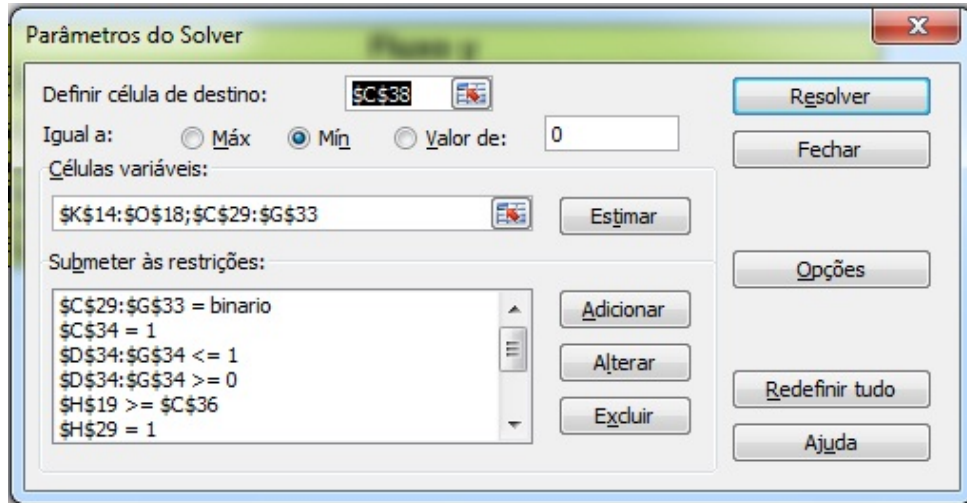 Parâmetros do Solver
Fluxo y
Definir célula de destino: $C$38
Resolver
Igual a: Máx Mín Valor de: 0
Fechar
Células variáveis:
$K$14:$O$18;$C$29:$G$33
Estimar
Submeter às restrições:
Opções
$C$29:$G$33 = binario
Adicionar
$C$34 = 1
$D$34:$G$34 <= 1
Alterar
$D$34:$G$34 >= 0
Redefinir tudo
$H$19 >= $C$36
Excluir
$H$29 = 1
Ajuda